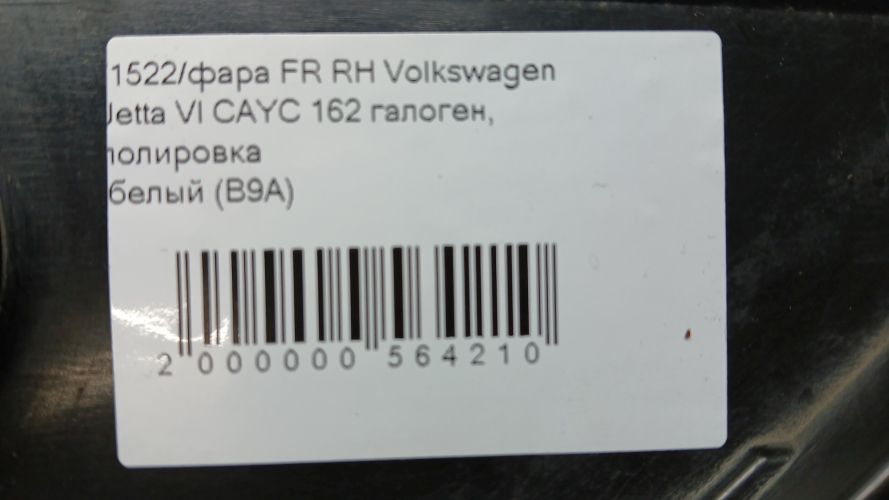 1522/фара FR RH Volkswagen
Jetta VI CAYC 162 галоген,
полировка
белый (B9A)
2 000000 564210